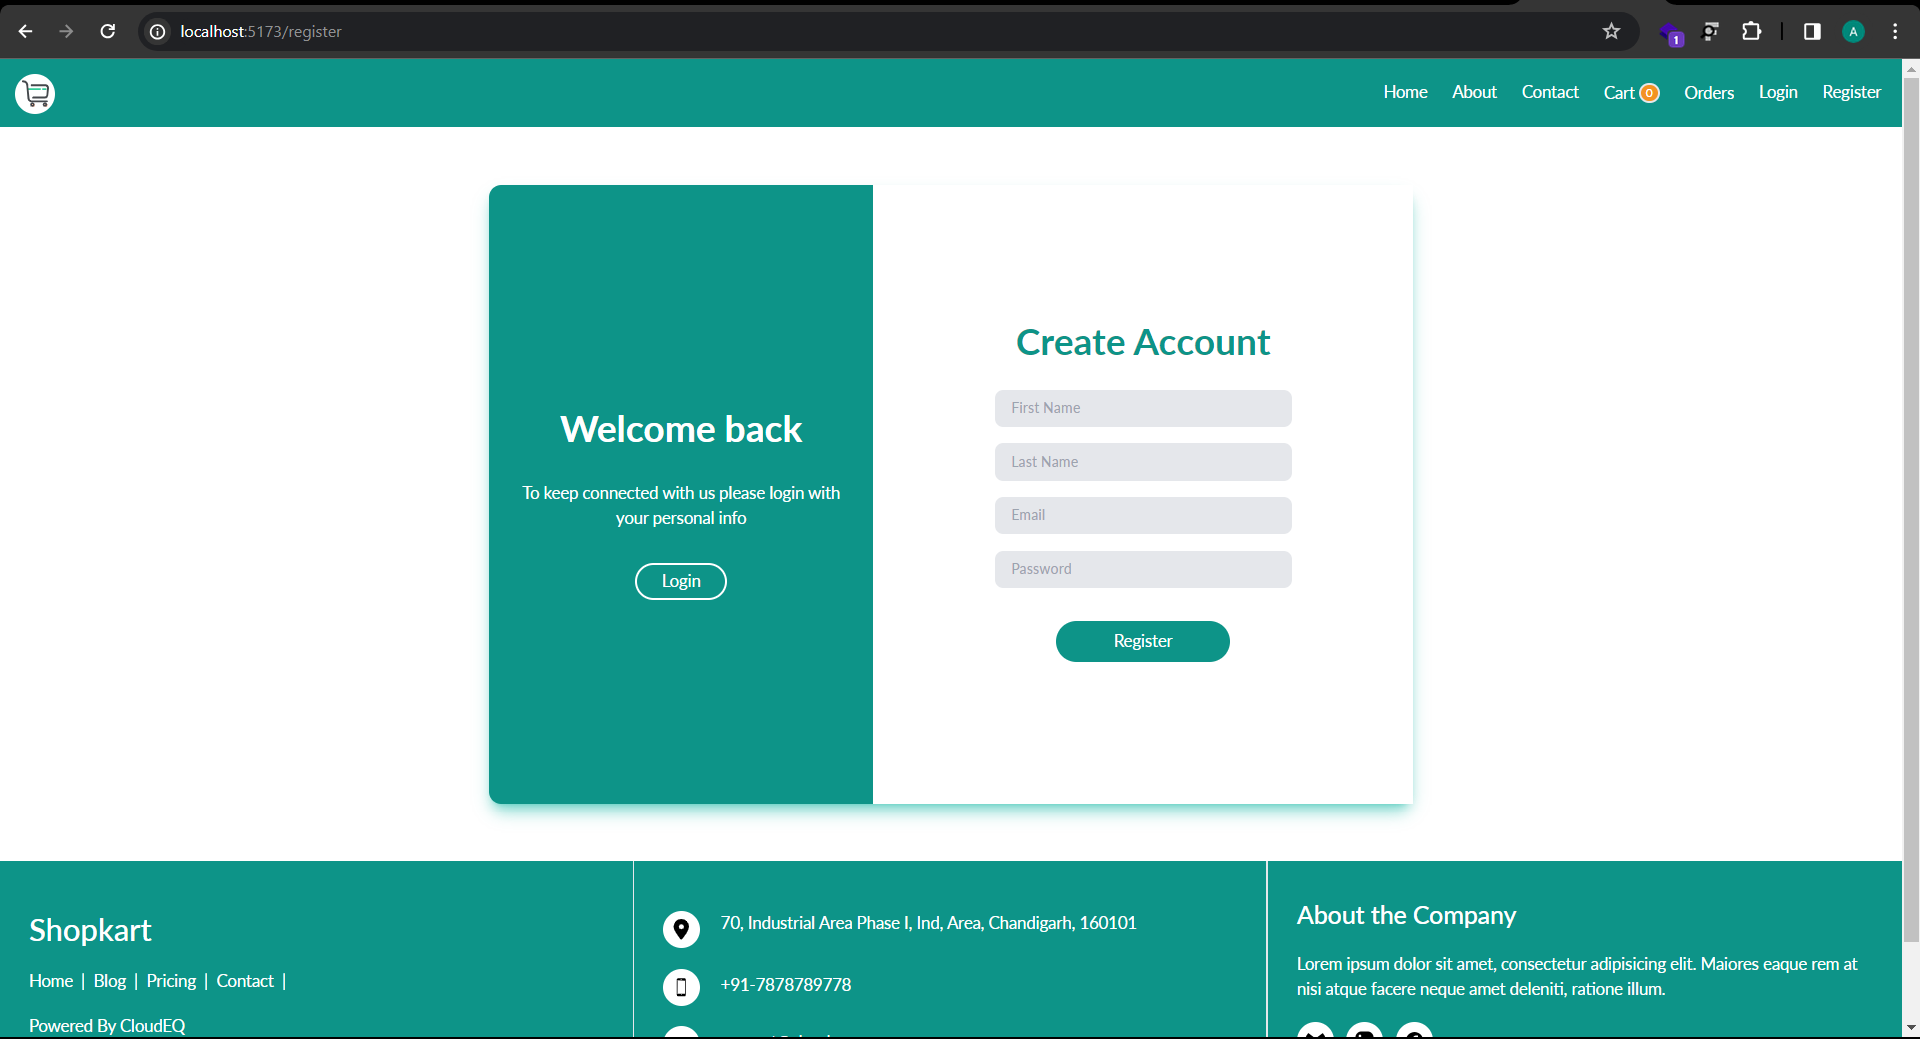 localhost:5173/register
1
A
Home About Contact Cart 0 Orders Login Register
Welcome back
To keep connected with us please login with
your personal info
Login
Create Account
First Name
Last Name
Email
Password
Register
Shopkart
Home | Blog | Pricing | Contact |
Powered By CloudEQ
70, Industrial Area Phase I, Ind, Area, Chandigarh, 160101
+91-7878789778
About the Company
Lorem ipsum dolor sit amet, consectetur adipisicing elit. Maiores eaque rem at
nisi atque facere neque amet deleniti, ratione illum.